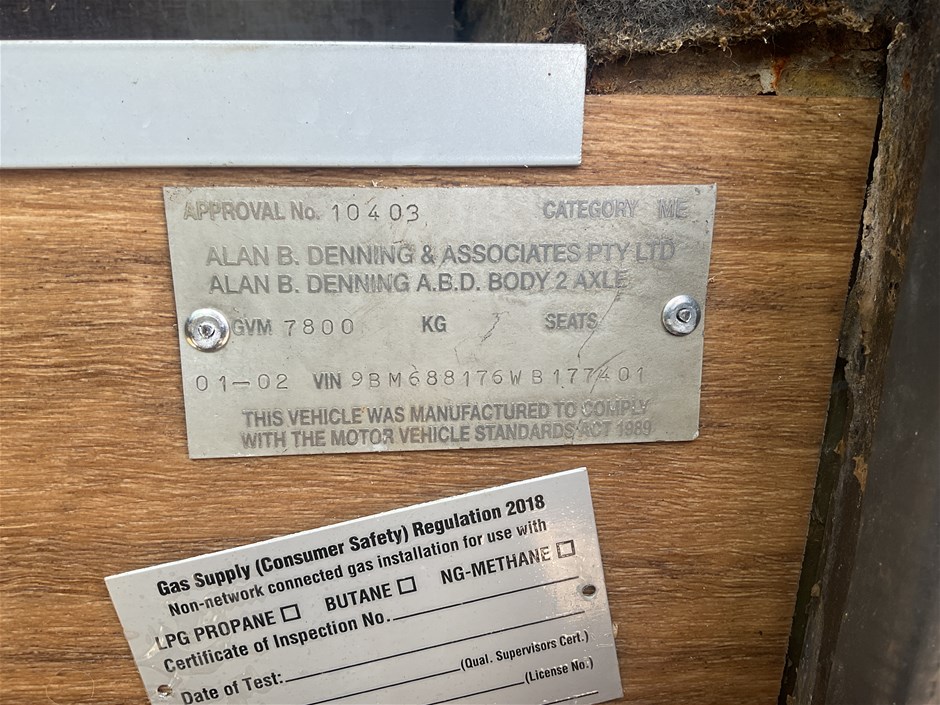 APPROVAL No. 10403 CATEGORY ME
ALAN B. DENNING & ASSOCIATES PTY LTD
ALAN B. DENNING A.B.D. BODY 2 AXLE
GVM 7800 KG SEATS
01-02 VIN 9BM688176WB177401
THIS VEHICLE WAS MANUFACTURED TO COMPLY
WITH THE MOTOR VEHICLE STANDARDS ACT 1989
Gas Supply (Consumer Safety) Regulation 2018
Non-network connected gas installation for use with
LPG PROPANE ☐ BUTANE ☐ NG-METHANE ☐
Certificate of Inspection No.
(Qual. Supervisors Cert.)
Date of Test:
(License No.)